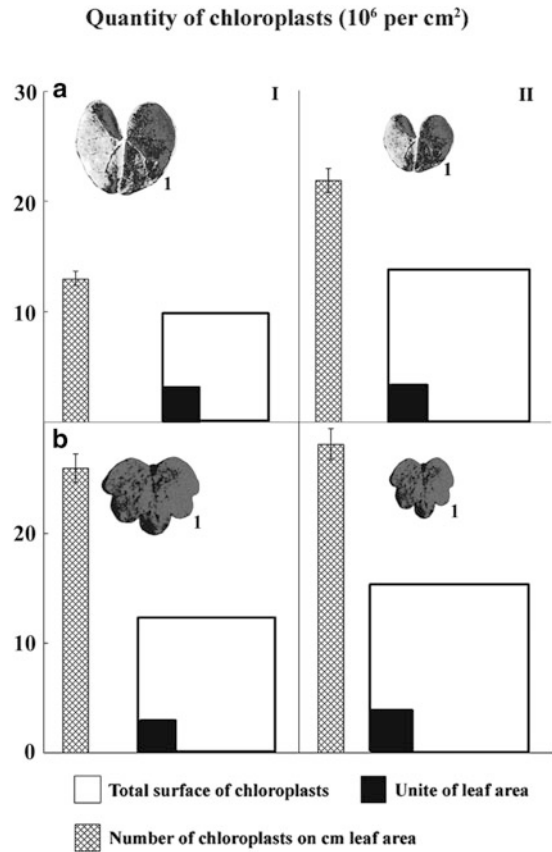 Quantity of chloroplasts (10⁶ per cm²)
30 a I II
1 1
20
10
b
1 1
20
10
0
Total surface of chloroplasts Unite of leaf area
Number of chloroplasts on cm leaf area